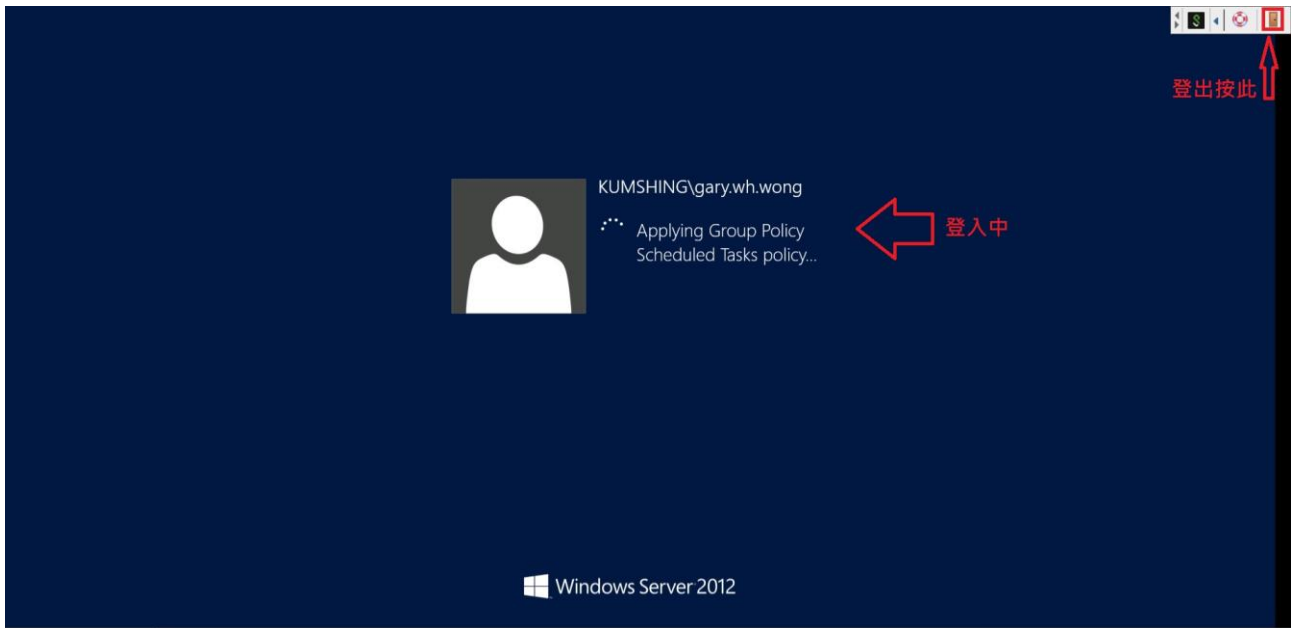 登出按此
KUMSHING\gary.wh.wong
Applying Group Policy
Scheduled Tasks policy...
登入中
Windows Server 2012